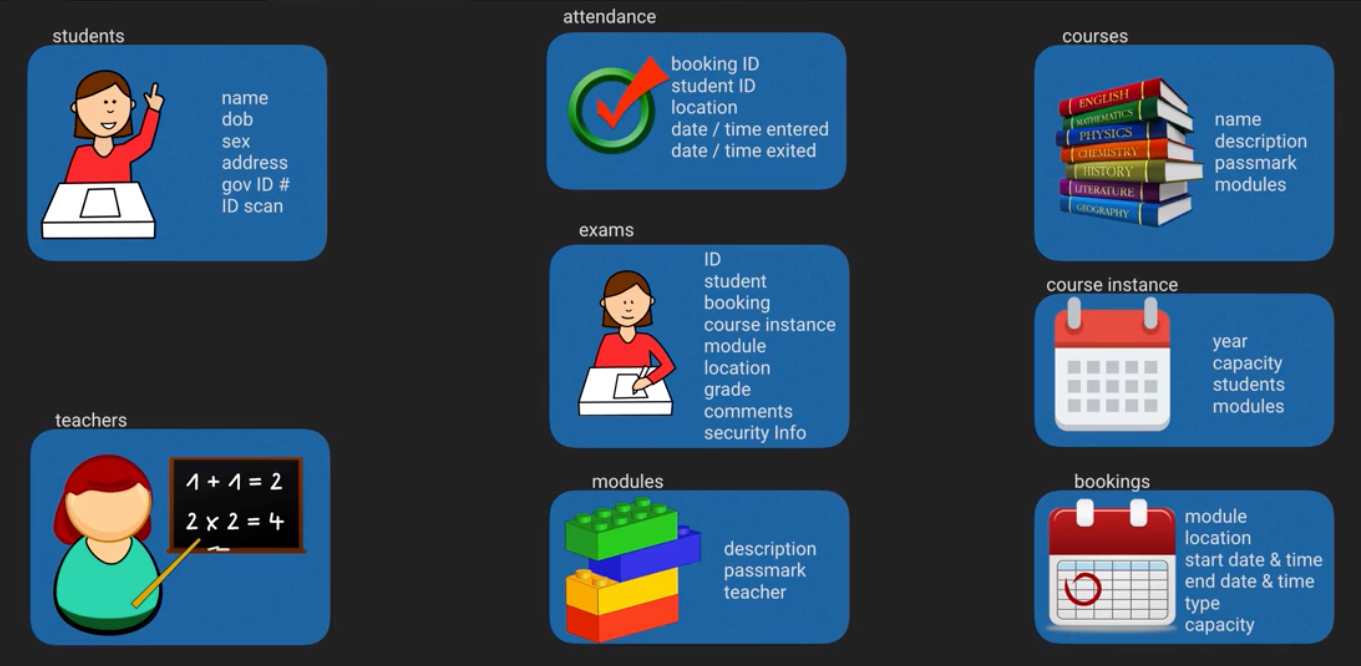 students
name
dob
sex
address
gov ID #
ID scan
attendance
booking ID
student ID
location
date / time entered
date / time exited
courses
ENGLISH
MATHEMATICS
PHYSICS
CHEMISTRY
HISTORY
LITERATURE
GEOGRAPHY
name
description
passmark
modules
exams
ID
student
booking
course instance
module
location
grade
comments
security Info
course instance
year
capacity
students
modules
teachers
1 + 1 = 2
2 x 2 = 4
modules
description
passmark
teacher
bookings
module
location
start date & time
end date & time
type
capacity